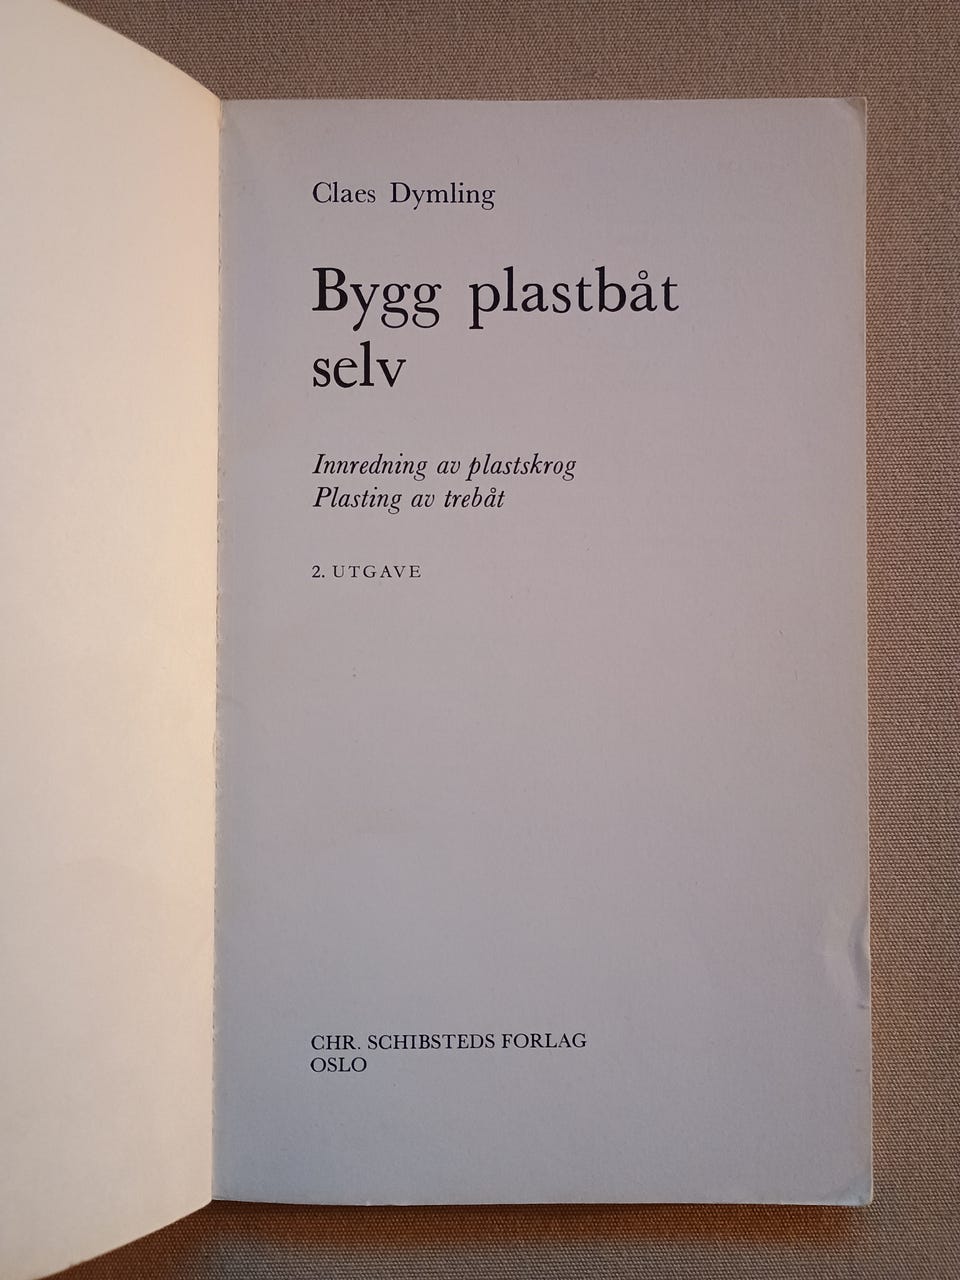 Claes Dymling
Bygg plastbåt
selv
Innredning av plastskrog
Plasting av trebåt
2. UTGAVE
CHR. SCHIBSTEDS FORLAG
OSLO